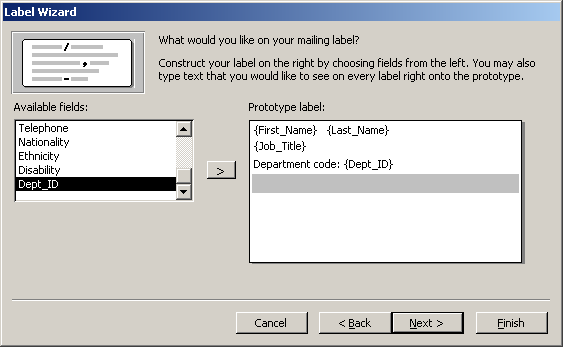 Label Wizard
What would you like on your mailing label?
Construct your label on the right by choosing fields from the left. You may also
type text that you would like to see on every label right onto the prototype.
Available fields:
Telephone
Nationality
Ethnicity
Disability
Dept_ID
>
Prototype label:
{First_Name} {Last_Name}
{Job_Title}
Department code: {Dept_ID}
Cancel
< Back
Next >
Finish